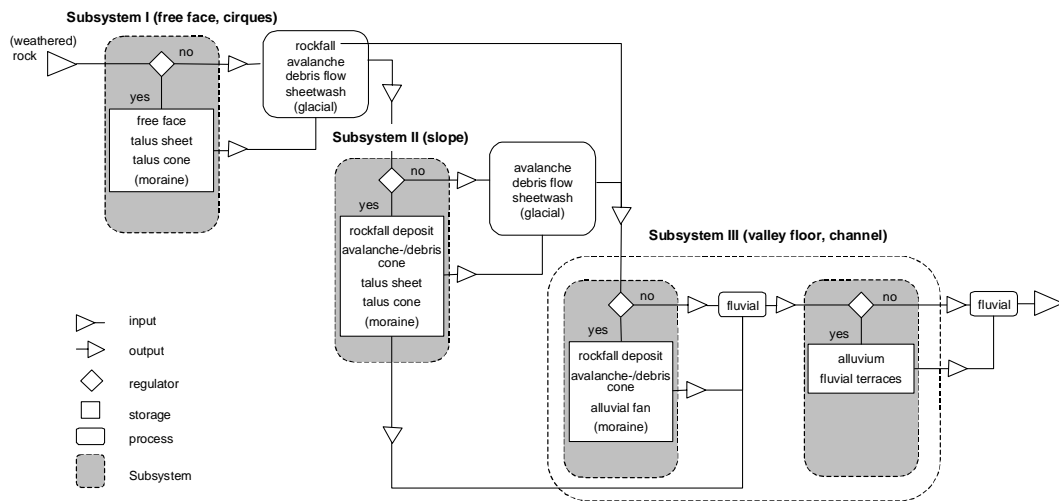 Subsystem I (free face, cirques)
(weathered)
rock
no
yes
free face
talus sheet
talus cone
(moraine)
rockfall
avalanche
debris flow
sheetwash
(glacial)
Subsystem II (slope)
no
yes
rockfall deposit
avalanche-/debris
cone
talus sheet
talus cone
(moraine)
avalanche
debris flow
sheetwash
(glacial)
Subsystem III (valley floor, channel)
no
yes
rockfall deposit
avalanche-/debris
cone
alluvial fan
(moraine)
fluvial
no
yes
alluvium
fluvial terraces
fluvial
input
output
regulator
storage
process
Subsystem